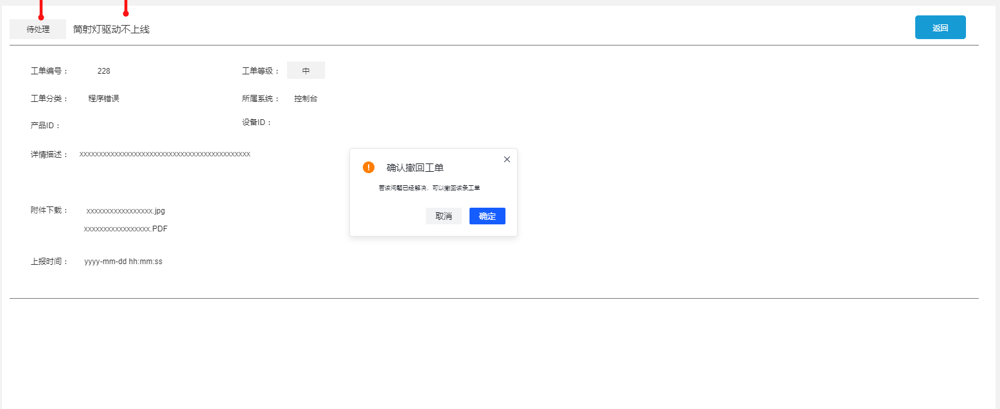 待处理 筒射灯驱动不上线 返回
工单编号： 228 工单等级： 中
工单分类： 程序错误 所属系统： 控制台
产品ID： 设备ID：
详情描述： xxxxxxxxxxxxxxxxxxxxxxxxxxxxxxxxxxxxxxxxxxxx
确认撤回工单
若该问题已经解决，可以撤回该条工单
取消 确定
附件下载： xxxxxxxxxxxxxxxxx.jpg
xxxxxxxxxxxxxxxxx.PDF
上报时间： yyyy-mm-dd hh:mm:ss